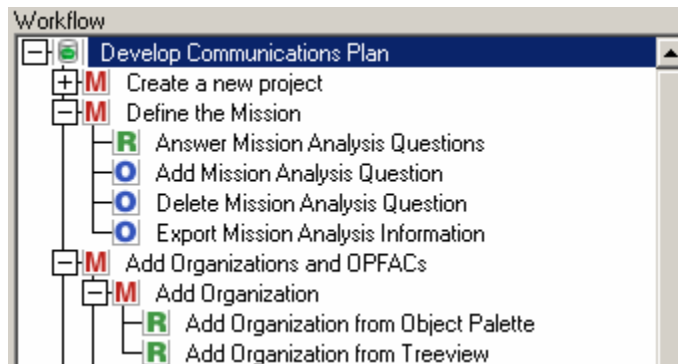 Workflow
Develop Communications Plan
M Create a new project
M Define the Mission
R Answer Mission Analysis Questions
O Add Mission Analysis Question
O Delete Mission Analysis Question
O Export Mission Analysis Information
M Add Organizations and OPFACs
M Add Organization
R Add Organization from Object Palette
R Add Organization from Treeview